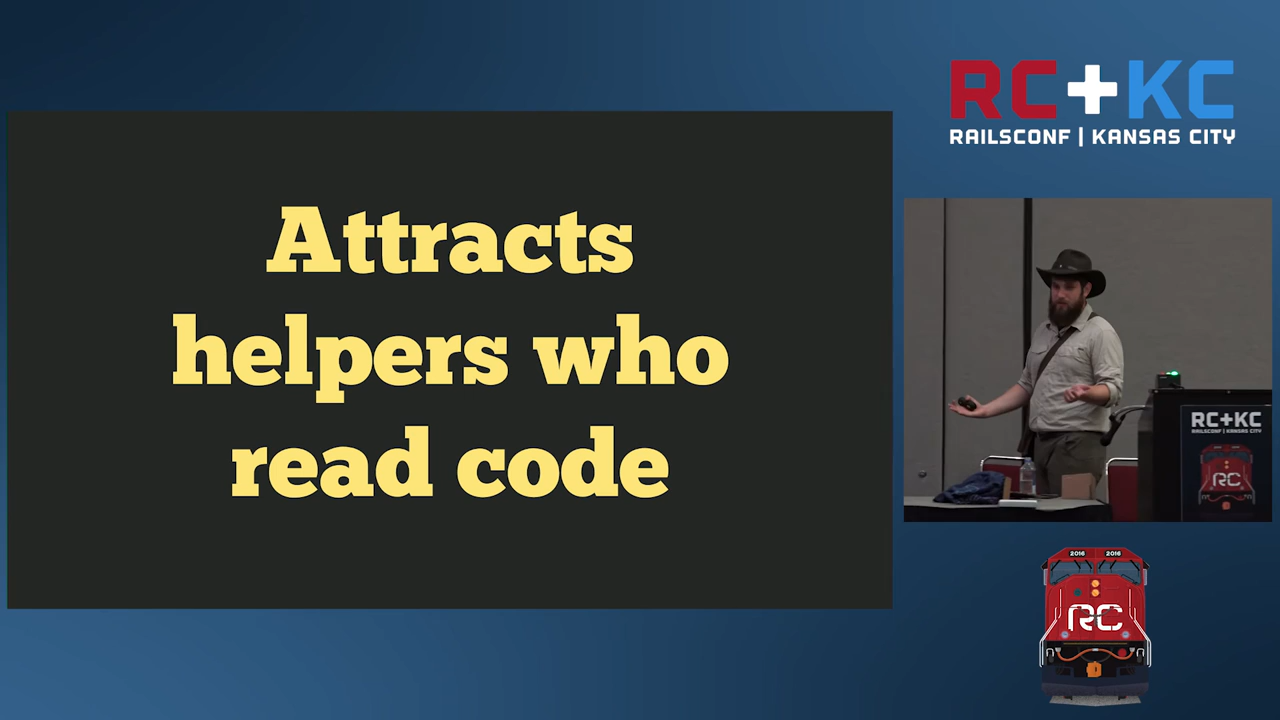 Attracts
helpers who
read code
RC+KC
RAILSCONF | KANSAS CITY
RC+KC
RAILSCONF | KANSAS CITY
RC
2016 2016
RC